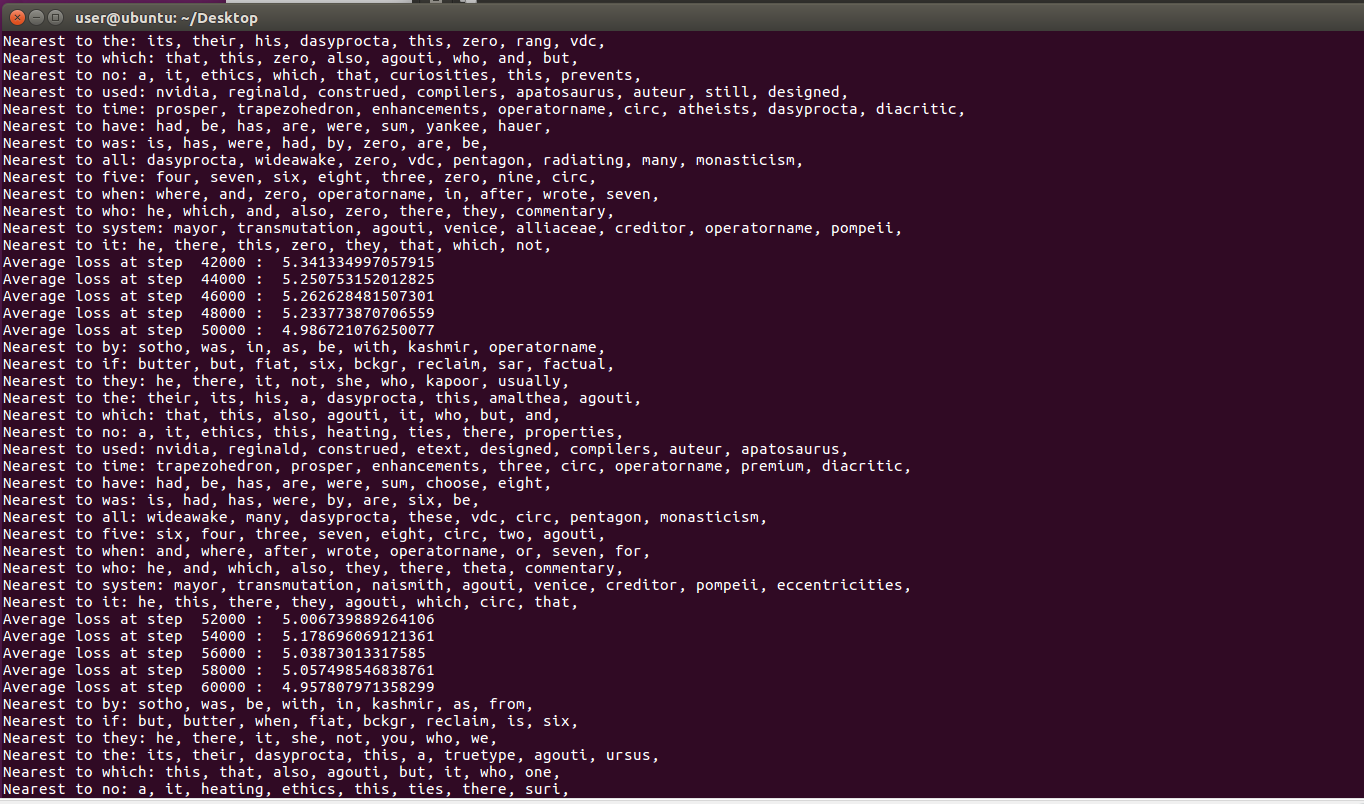 user@ubuntu: ~/Desktop
Nearest to the: its, their, his, dasyprocta, this, zero, rang, vdc,
Nearest to which: that, this, zero, also, agouti, who, and, but,
Nearest to no: a, it, ethics, which, that, curiosities, this, prevents,
Nearest to used: nvidia, reginald, construed, compilers, apatosaurus, auteur, still, designed,
Nearest to time: prosper, trapezohedron, enhancements, operatorname, circ, atheists, dasyprocta, diacritic,
Nearest to have: had, be, has, are, were, sum, yankee, hauer,
Nearest to was: is, has, were, had, by, zero, are, be,
Nearest to all: dasyprocta, wideawake, zero, vdc, pentagon, radiating, many, monasticism,
Nearest to five: four, seven, six, eight, three, zero, nine, circ,
Nearest to when: where, and, zero, operatorname, in, after, wrote, seven,
Nearest to who: he, which, and, also, zero, there, they, commentary,
Nearest to system: mayor, transmutation, agouti, venice, alliaceae, creditor, operatorname, pompeii,
Nearest to it: he, there, this, zero, they, that, which, not,
Average loss at step  42000 :  5.341334997057915
Average loss at step  44000 :  5.250753152012825
Average loss at step  46000 :  5.262628481507301
Average loss at step  48000 :  5.233773870706559
Average loss at step  50000 :  4.986721076250077
Nearest to by: sotho, was, in, as, be, with, kashmir, operatorname,
Nearest to if: butter, but, fiat, six, bckgr, reclaim, sar, factual,
Nearest to they: he, there, it, not, she, who, kapoor, usually,
Nearest to the: their, its, his, a, dasyprocta, this, amalthea, agouti,
Nearest to which: that, this, also, agouti, it, who, but, and,
Nearest to no: a, it, ethics, this, heating, ties, there, properties,
Nearest to used: nvidia, reginald, construed, etext, designed, compilers, auteur, apatosaurus,
Nearest to time: trapezohedron, prosper, enhancements, three, circ, operatorname, premium, diacritic,
Nearest to have: had, be, has, are, were, sum, choose, eight,
Nearest to was: is, had, has, were, by, are, six, be,
Nearest to all: wideawake, many, dasyprocta, these, vdc, circ, pentagon, monasticism,
Nearest to five: six, four, three, seven, eight, circ, two, agouti,
Nearest to when: and, where, after, wrote, operatorname, or, seven, for,
Nearest to who: he, and, which, also, they, there, theta, commentary,
Nearest to system: mayor, transmutation, naismith, agouti, venice, creditor, pompeii, eccentricities,
Nearest to it: he, this, there, they, agouti, which, circ, that,
Average loss at step  52000 :  5.006739889264106
Average loss at step  54000 :  5.178696069121361
Average loss at step  56000 :  5.03873013317585
Average loss at step  58000 :  5.057498546838761
Average loss at step  60000 :  4.957807971358299
Nearest to by: sotho, was, be, with, in, kashmir, as, from,
Nearest to if: but, butter, when, fiat, bckgr, reclaim, is, six,
Nearest to they: he, there, it, she, not, you, who, we,
Nearest to the: its, their, dasyprocta, this, a, truetype, agouti, ursus,
Nearest to which: this, that, also, agouti, but, it, who, one,
Nearest to no: a, it, heating, ethics, this, ties, there, suri,